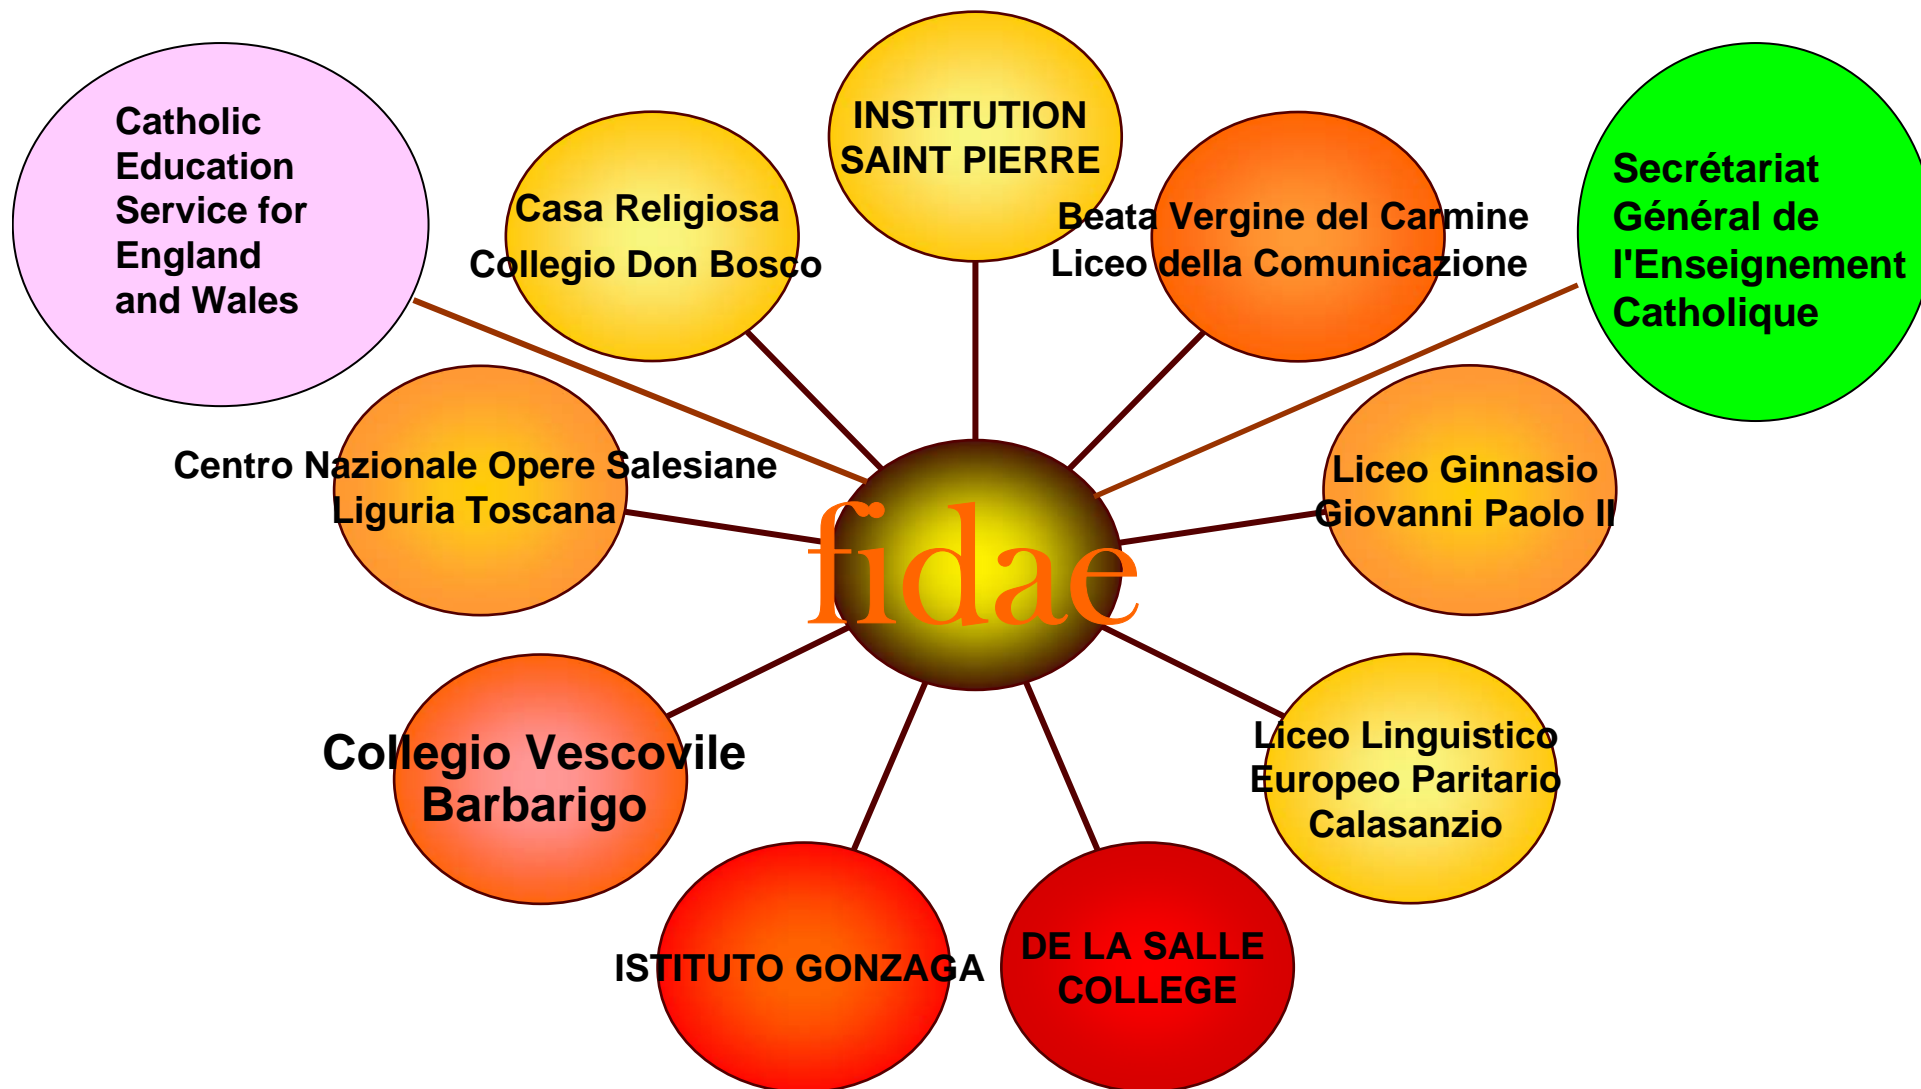 Catholic
Education
Service for
England
and Wales
Casa Religiosa
Collegio Don Bosco
INSTITUTION
SAINT PIERRE
Beata Vergine del Carmine
Liceo della Comunicazione
Secrétariat
Général de
l'Enseignement
Catholique
Centro Nazionale Opere Salesiane
Liguria Toscana
fidae
Liceo Ginnasio
Giovanni Paolo II
Collegio Vescovile
Barbarigo
Liceo Linguistico
Europeo Paritario
Calasanzio
ISTITUTO GONZAGA
DE LA SALLE
COLLEGE